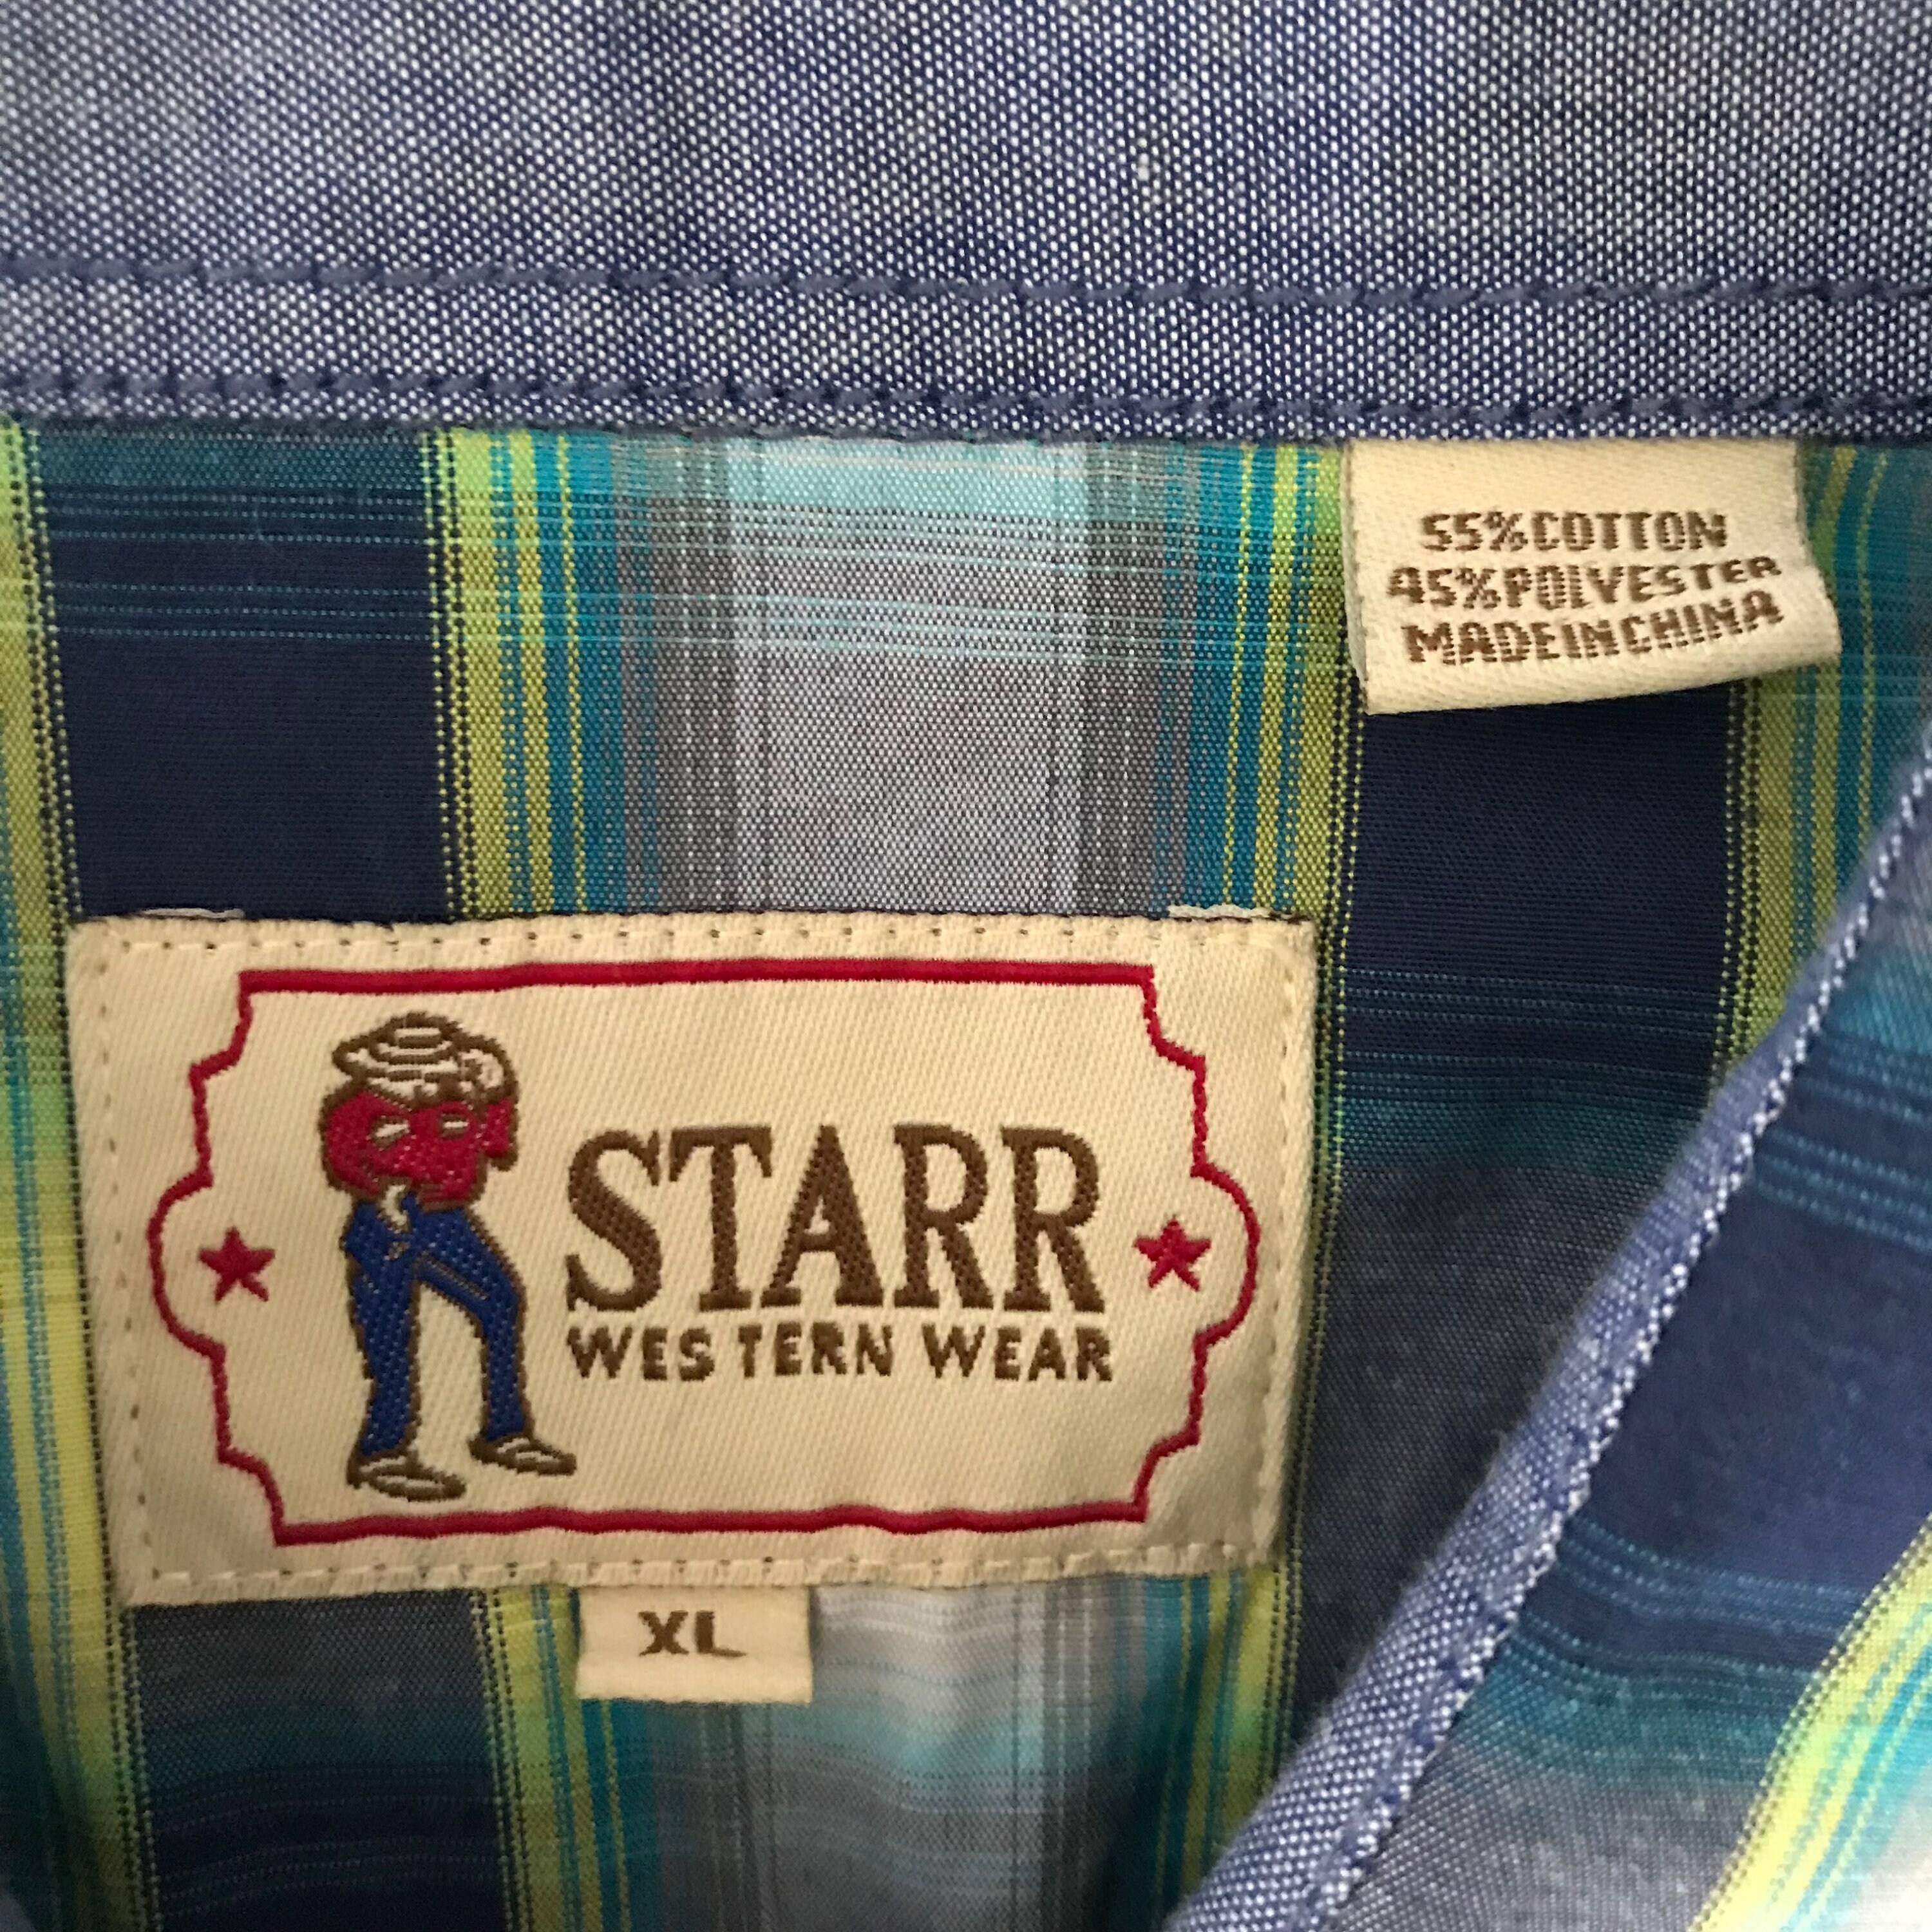 55%COTTON
45%POLYESTER
MADEINCHINA
STARR
WESTERN WEAR
XL